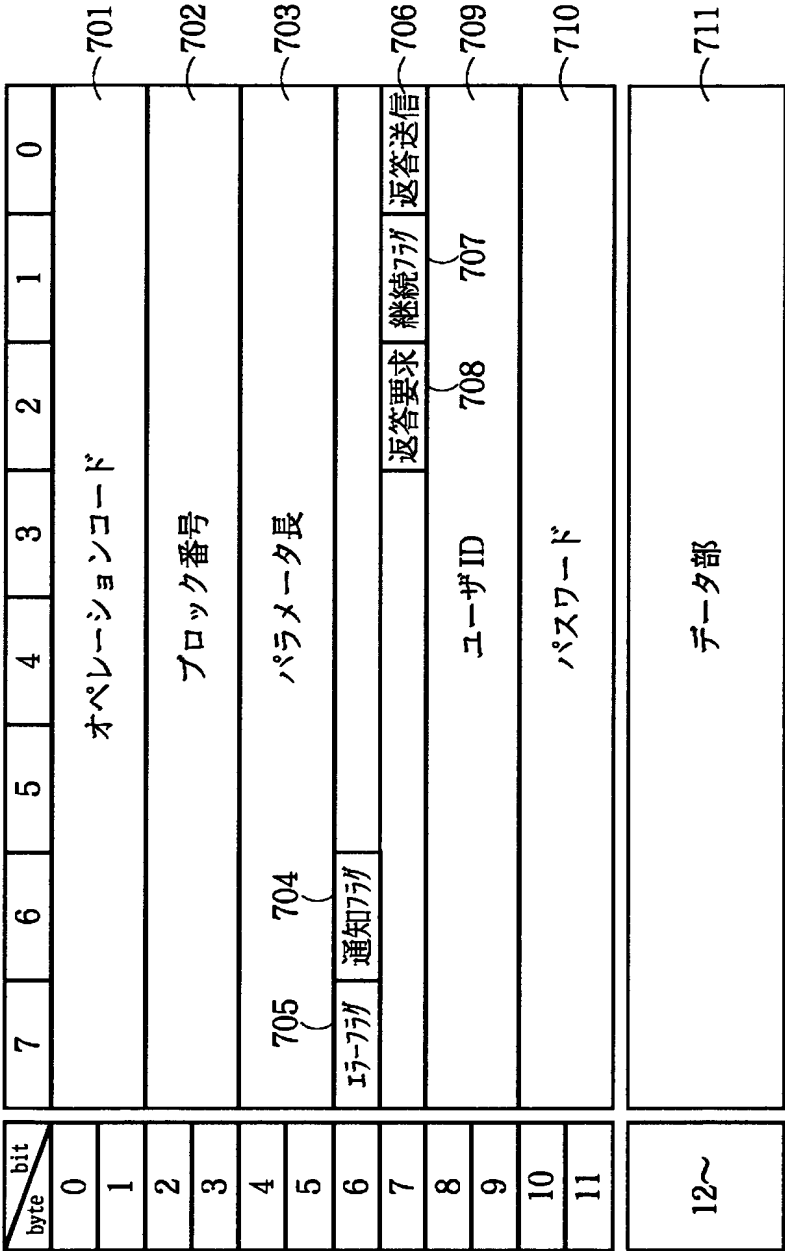 bit
byte
7 6 5 4 3 2 1 0
0
オペレーションコード
701
1
2
ブロック番号
702
3
4
パラメータ長
703
5
705
704
6
エラーフラグ
通知フラグ
7
返答要求
継続フラグ
返答送信
706
708
707
8
ユーザID
709
9
10
パスワード
710
11
12〜
データ部
711